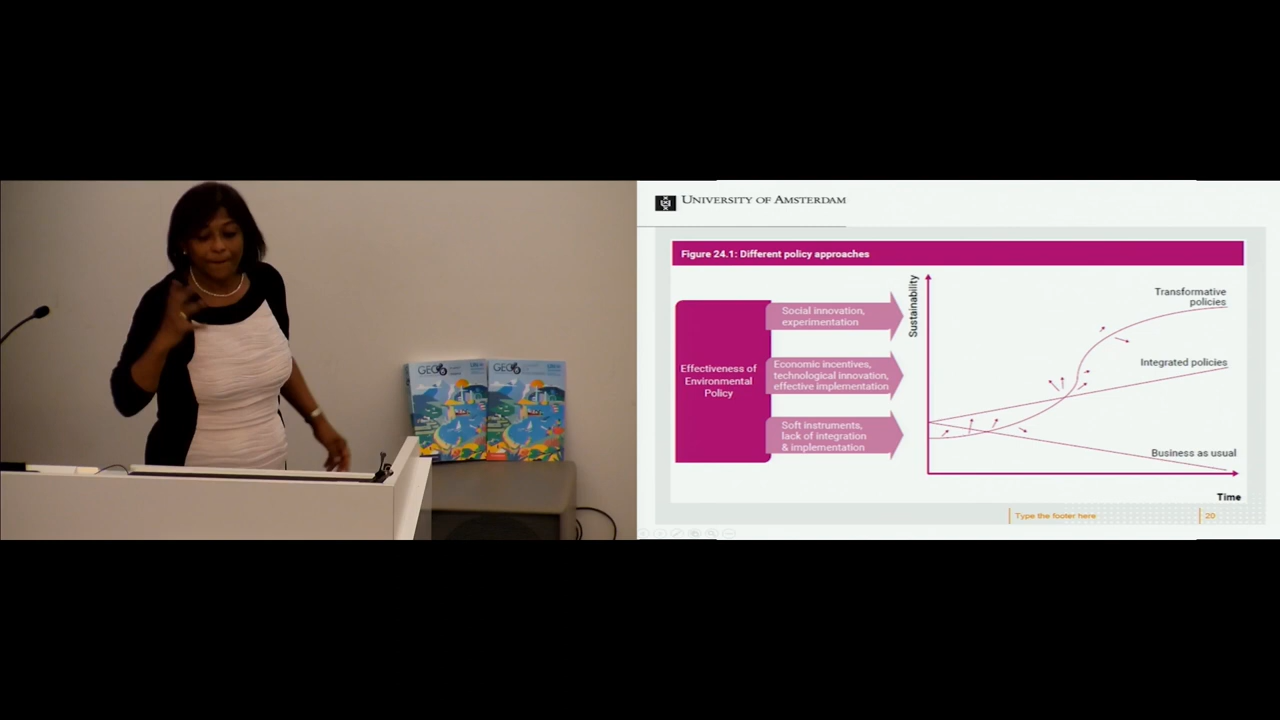 GEO6
GEO
UNIVERSITY OF AMSTERDAM
Figure 24.1: Different policy approaches
Effectiveness of
Environmental
Policy
Social innovation,
experimentation
Economic incentives,
technological innovation,
effective implementation
Soft instruments,
lack of integration
& implementation
Sustainability
Transformative
policies
Integrated policies
Business as usual
Time
Type the footer here
20